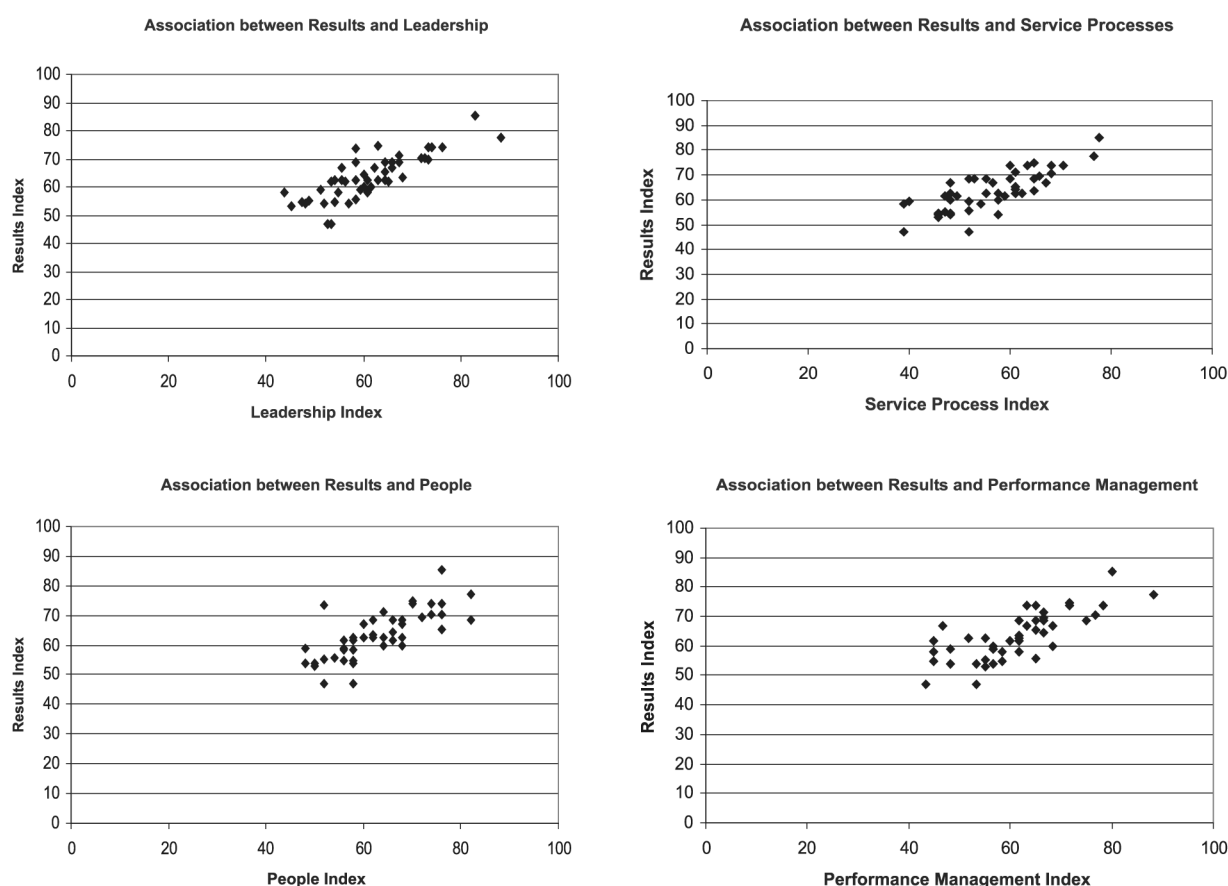 Association between Results and Leadership
Results Index
100
90
80
70
60
50
40
30
20
10
0
0 20 40 60 80 100
Leadership Index
Association between Results and Service Processes
Results Index
100
90
80
70
60
50
40
30
20
10
0
0 20 40 60 80 100
Service Process Index
Association between Results and People
Results Index
100
90
80
70
60
50
40
30
20
10
0
0 20 40 60 80 100
People Index
Association between Results and Performance Management
Results Index
100
90
80
70
60
50
40
30
20
10
0
0 20 40 60 80 100
Performance Management Index